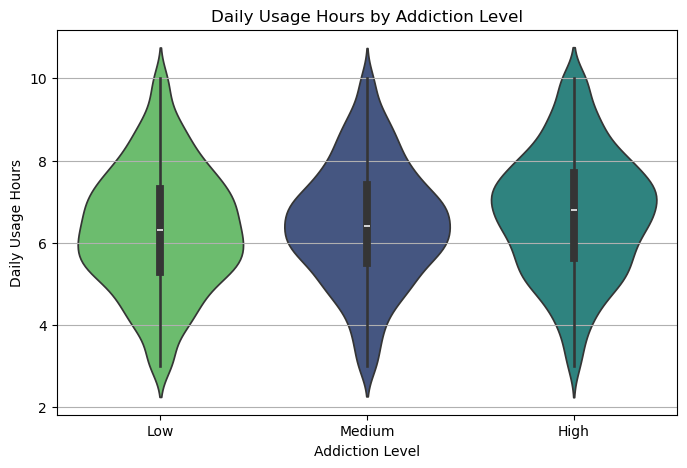 Daily Usage Hours by Addiction Level
Daily Usage Hours
10
8
6
4
2
Low Medium High
Addiction Level